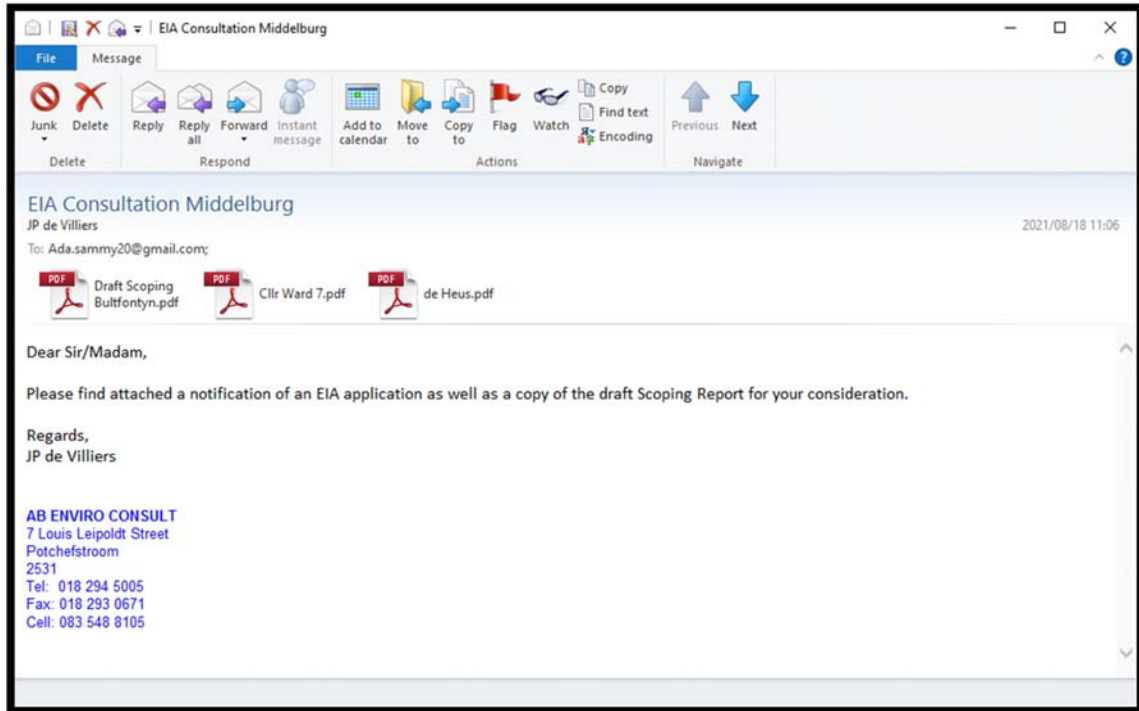 EIA Consultation Middelburg
File Message
Junk Delete Reply Reply all Forward Instant message Add to calendar Move to Copy to Flag Watch Copy Find text Encoding Previous Next
Delete Respond Actions Navigate
EIA Consultation Middelburg
JP de Villiers 2021/08/18 11:06
To: Ada.sammy20@gmail.com;
PDF Draft Scoping Bultfontyn.pdf PDF Cllr Ward 7.pdf PDF de Heus.pdf
Dear Sir/Madam,
Please find attached a notification of an EIA application as well as a copy of the draft Scoping Report for your consideration.
Regards,
JP de Villiers
AB ENVIRO CONSULT
7 Louis Leipoldt Street
Potchefstroom
2531
Tel: 018 294 5005
Fax: 018 293 0671
Cell: 083 548 8105